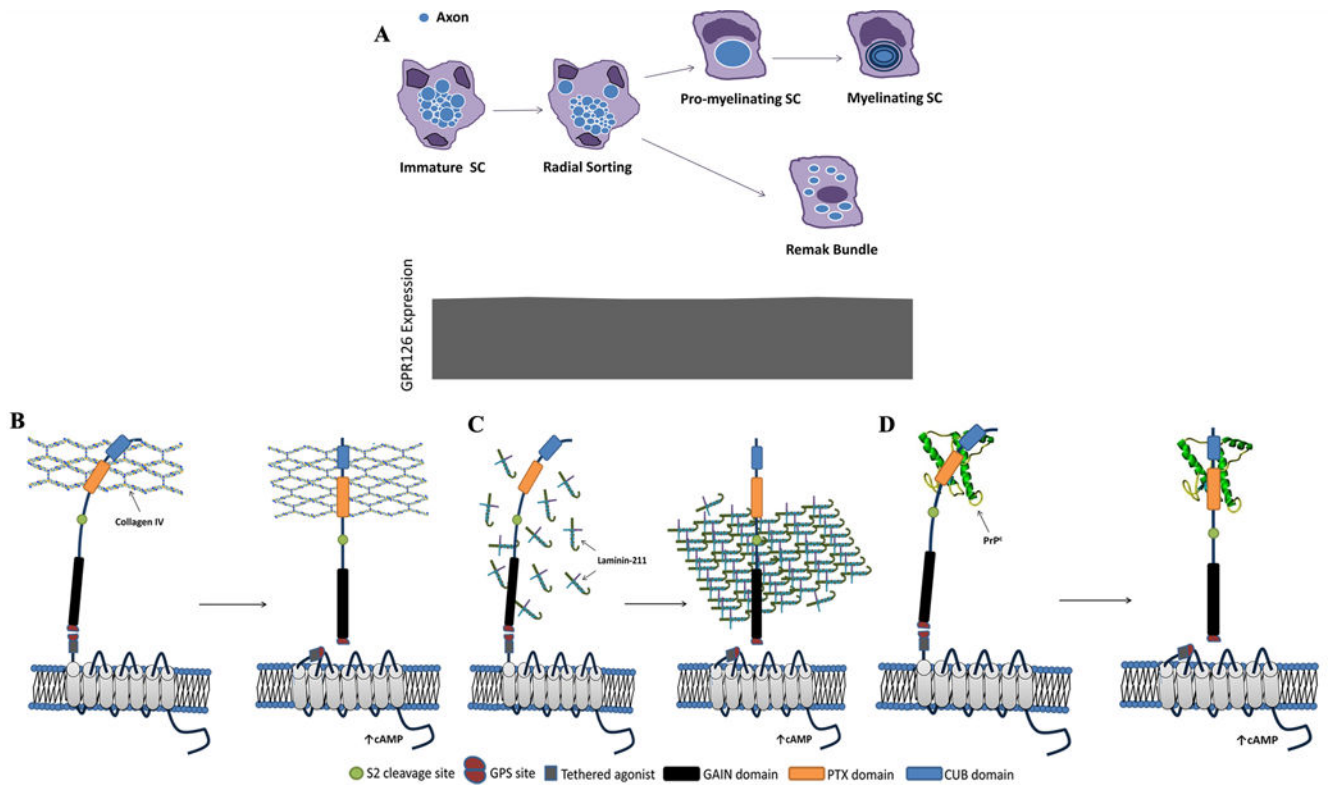 A
Axon
Immature SC
Radial Sorting
Pro-myelinating SC
Myelinating SC
Remak Bundle
GPR126 Expression
B
Collagen IV
↑cAMP
C
Laminin-211
↑cAMP
D
PrPᶜ
↑cAMP
S2 cleavage site
GPS site
Tethered agonist
GAIN domain
PTX domain
CUB domain